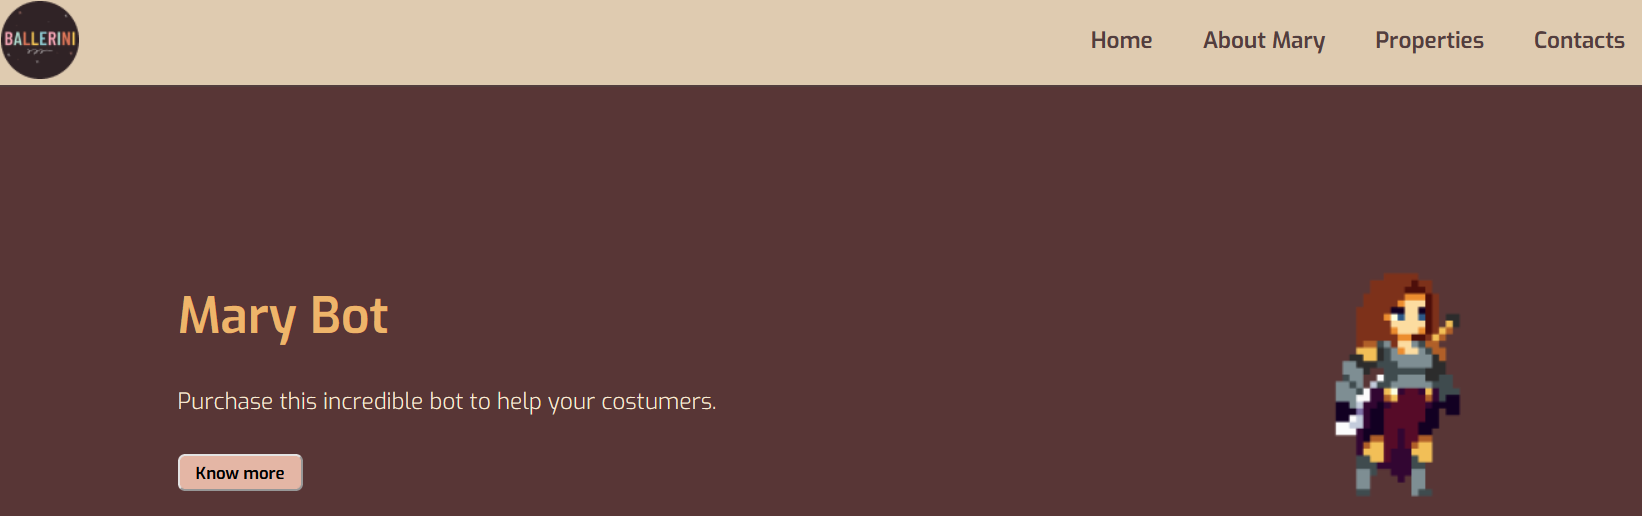 BALLERINI
Home About Mary Properties Contacts
Mary Bot
Purchase this incredible bot to help your costumers.
Know more